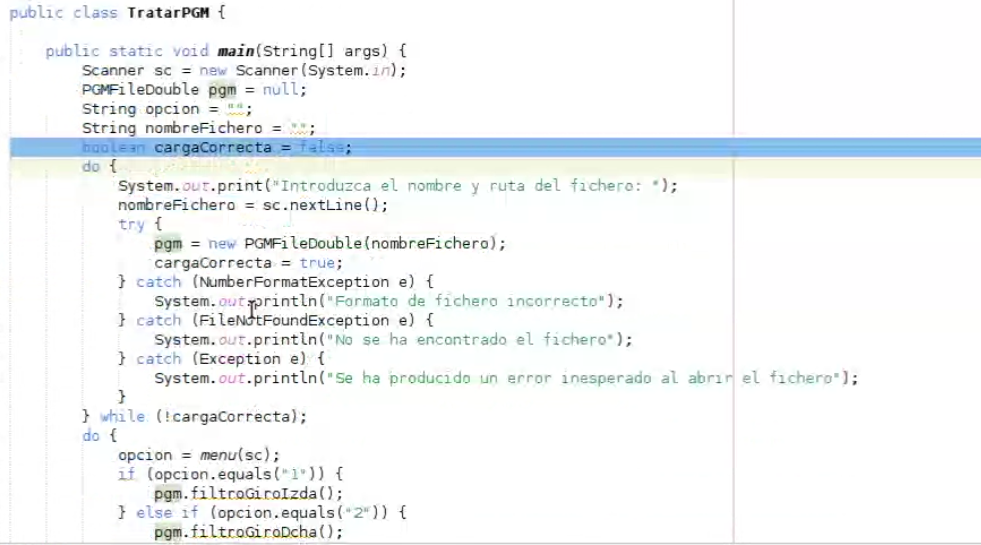 public class TratarPGM {
public static void main(String[] args) {
Scanner sc = new Scanner(System.in);
PGMFileDouble pgm = null;
String opcion = "";
String nombreFichero = "";
boolean cargaCorrecta = false;
do {
System.out.print("Introduzca el nombre y ruta del fichero: ");
nombreFichero = sc.nextLine();
try {
pgm = new PGMFileDouble(nombreFichero);
cargaCorrecta = true;
} catch (NumberFormatException e) {
System.out.println("Formato de fichero incorrecto");
} catch (FileNotFoundException e) {
System.out.println("No se ha encontrado el fichero");
} catch (Exception e) {
System.out.println("Se ha producido un error inesperado al abrir el fichero");
}
} while (!cargaCorrecta);
do {
opcion = menu(sc);
if (opcion.equals("1")) {
pgm.filtroGiroIzda();
} else if (opcion.equals("2")) {
pgm.filtroGiroDcha();